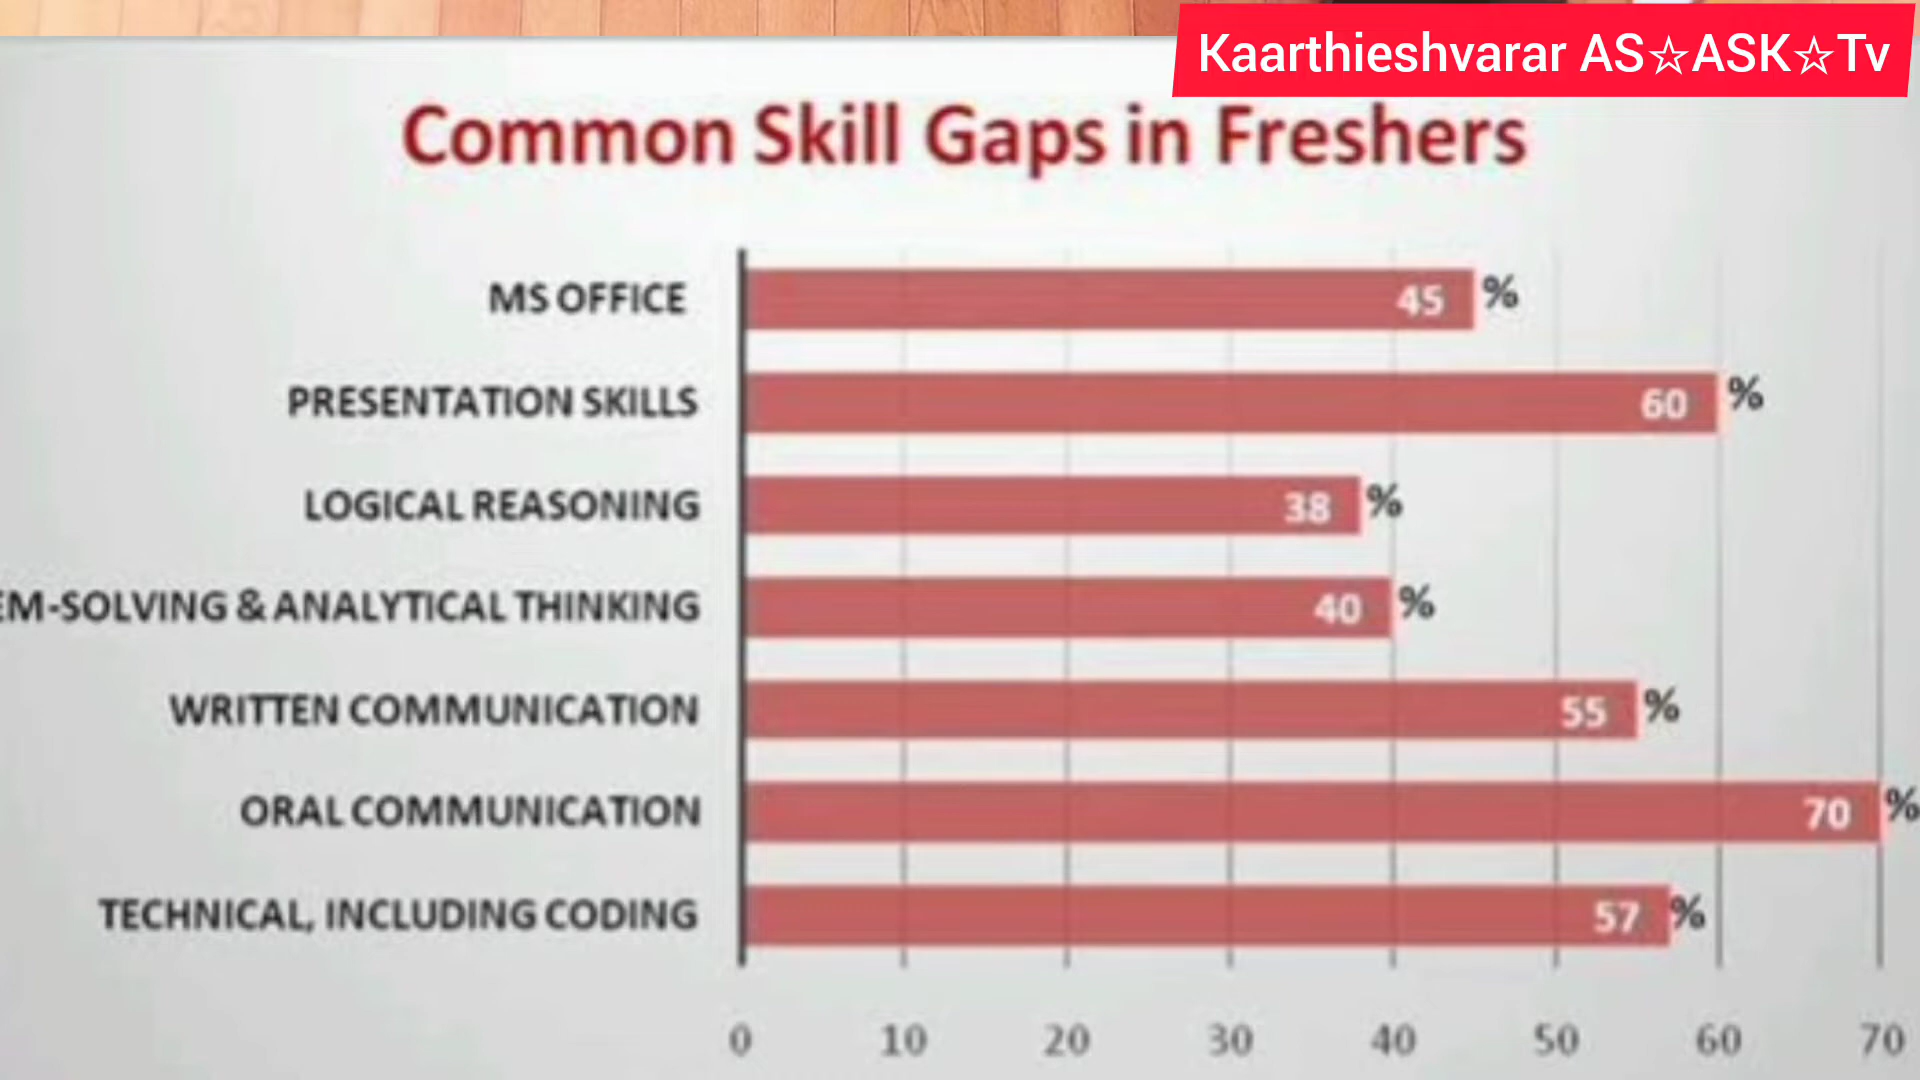 Kaarthieshvarar AS☆ASK☆Tv
Common Skill Gaps in Freshers
MS OFFICE 45 %
PRESENTATION SKILLS 60 %
LOGICAL REASONING 38 %
EM-SOLVING & ANALYTICAL THINKING 40 %
WRITTEN COMMUNICATION 55 %
ORAL COMMUNICATION 70 %
TECHNICAL, INCLUDING CODING 57 %
0 10 20 30 40 50 60 70